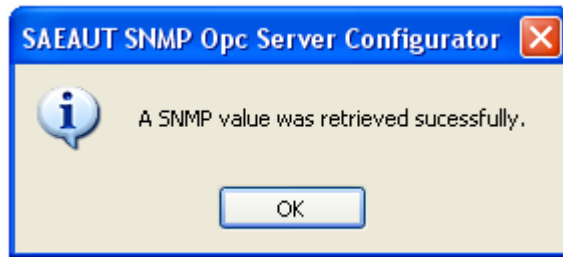 SAEAUT SNMP Opc Server Configurator
A SNMP value was retrieved sucessfully.
OK